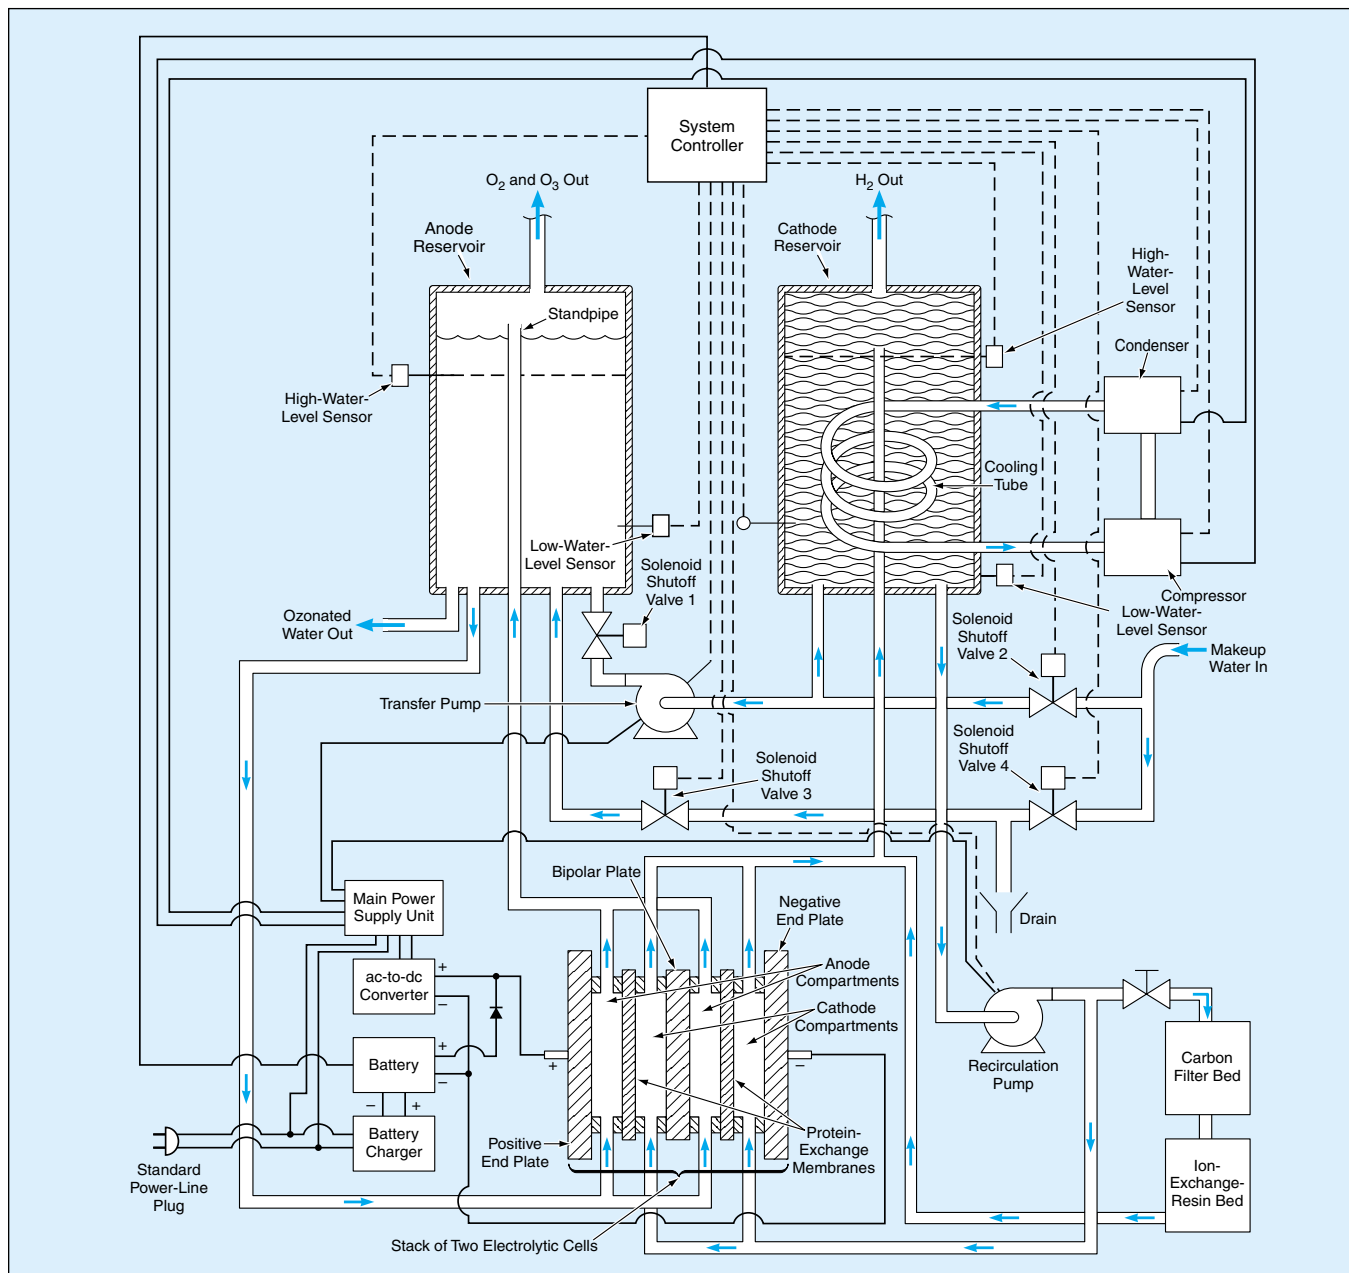 System
Controller
O2 and O3 Out
H2 Out
Anode
Reservoir
Cathode
Reservoir
High-
Water-
Level
Sensor
Standpipe
Condenser
High-Water-
Level Sensor
Cooling
Tube
Low-Water-
Level Sensor
Solenoid
Shutoff
Valve 1
Compressor
Low-Water-
Level Sensor
Ozonated
Water Out
Solenoid
Shutoff
Valve 2
Makeup
Water In
Transfer Pump
Solenoid
Shutoff
Valve 3
Solenoid
Shutoff
Valve 4
Bipolar Plate
Main Power
Supply Unit
Negative
End Plate
Drain
ac-to-dc
Converter
+
–
Anode
Compartments
Cathode
Compartments
Battery
+
–
+
–
Recirculation
Pump
Carbon
Filter Bed
– +
Battery
Charger
Positive
End Plate
Protein-
Exchange
Membranes
Standard
Power-Line
Plug
Ion-
Exchange-
Resin Bed
Stack of Two Electrolytic Cells